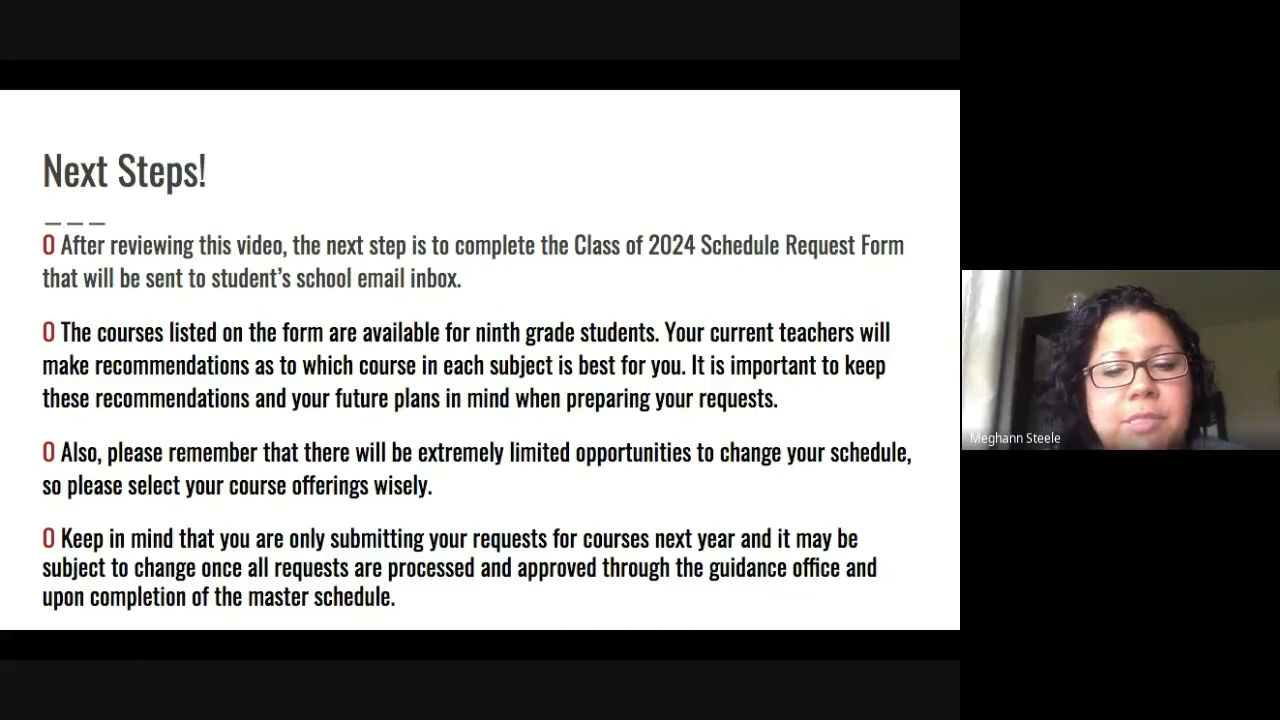 Next Steps!
O After reviewing this video, the next step is to complete the Class of 2024 Schedule Request Form
that will be sent to student's school email inbox.
O The courses listed on the form are available for ninth grade students. Your current teachers will
make recommendations as to which course in each subject is best for you. It is important to keep
these recommendations and your future plans in mind when preparing your requests.
O Also, please remember that there will be extremely limited opportunities to change your schedule,
so please select your course offerings wisely.
O Keep in mind that you are only submitting your requests for courses next year and it may be
subject to change once all requests are processed and approved through the guidance office and
upon completion of the master schedule.
Meghann Steele